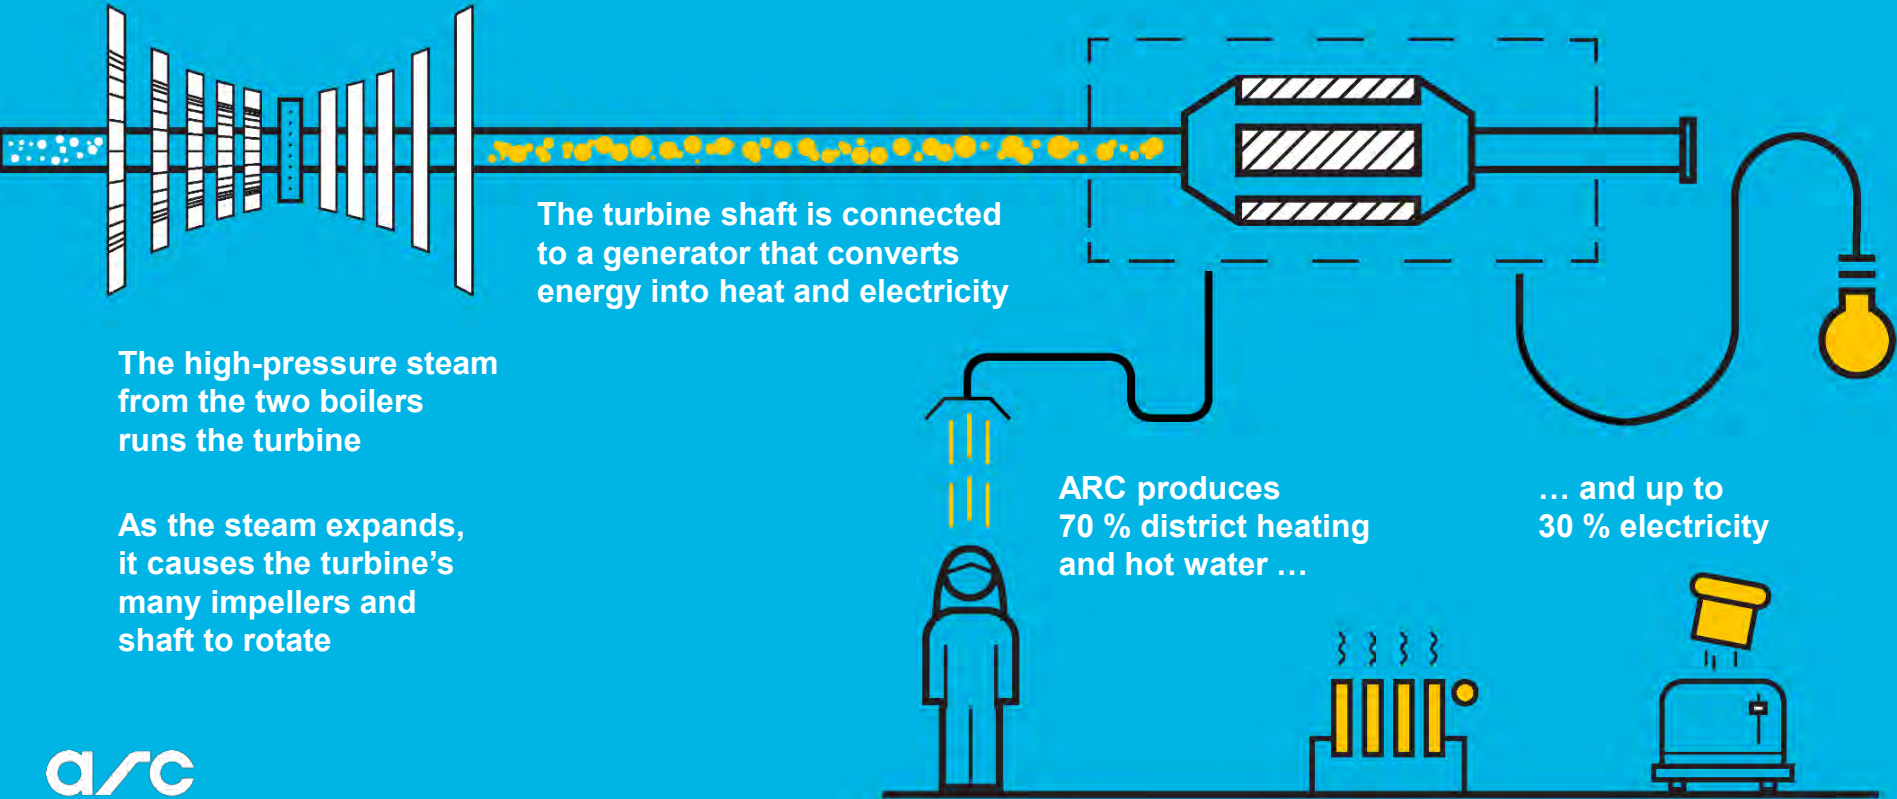 The turbine shaft is connected
to a generator that converts
energy into heat and electricity
The high-pressure steam
from the two boilers
runs the turbine
As the steam expands,
it causes the turbine’s
many impellers and
shaft to rotate
ARC produces
70 % district heating
and hot water …
… and up to
30 % electricity
arc